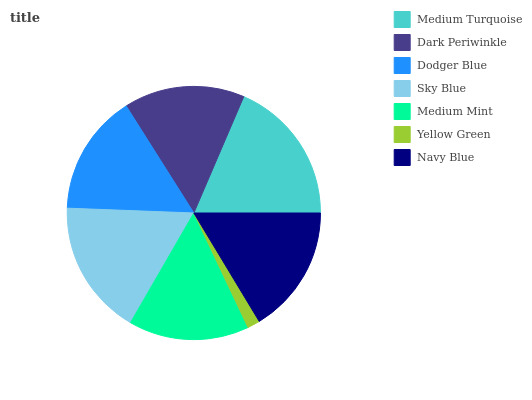 title
Medium Turquoise
Dark Periwinkle
Dodger Blue
Sky Blue
Medium Mint
Yellow Green
Navy Blue